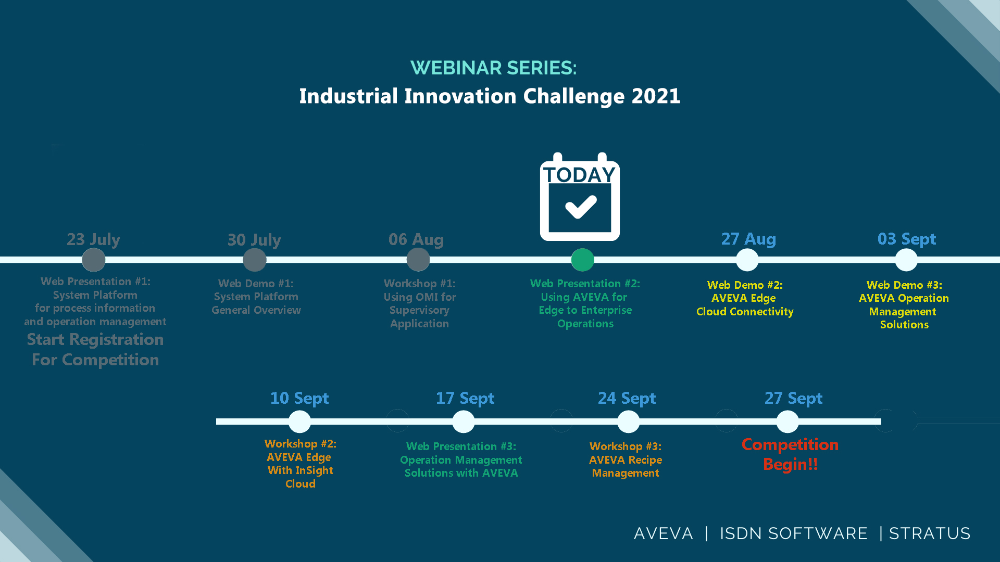 WEBINAR SERIES:
Industrial Innovation Challenge 2021
TODAY
23 July
30 July
06 Aug
27 Aug
03 Sept
Web Presentation #1:
System Platform
for process information
and operation management
Start Registration
For Competition
Web Demo #1:
System Platform
General Overview
Workshop #1:
Using OMI for
Supervisory
Application
Web Presentation #2:
Using AVEVA for
Edge to Enterprise
Operations
Web Demo #2:
AVEVA Edge
Cloud Connectivity
Web Demo #3:
AVEVA Operation
Management
Solutions
10 Sept
17 Sept
24 Sept
27 Sept
Workshop #2:
AVEVA Edge
With InSight
Cloud
Web Presentation #3:
Operation Management
Solutions with AVEVA
Workshop #3:
AVEVA Recipe
Management
Competition
Begin!!
AVEVA | ISDN SOFTWARE | STRATUS